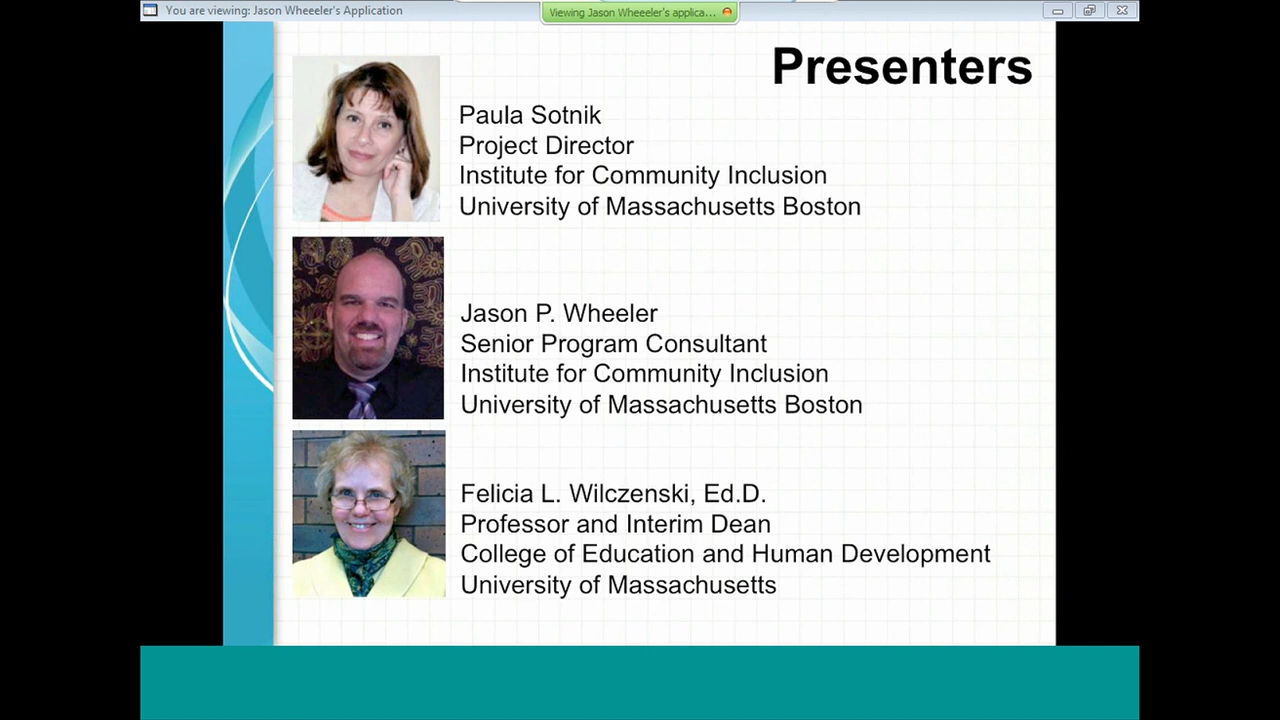 You are viewing: Jason Wheeeler's Application
Viewing Jason Wheeeler's applica...
Presenters
Paula Sotnik
Project Director
Institute for Community Inclusion
University of Massachusetts Boston
Jason P. Wheeler
Senior Program Consultant
Institute for Community Inclusion
University of Massachusetts Boston
Felicia L. Wilczenski, Ed.D.
Professor and Interim Dean
College of Education and Human Development
University of Massachusetts